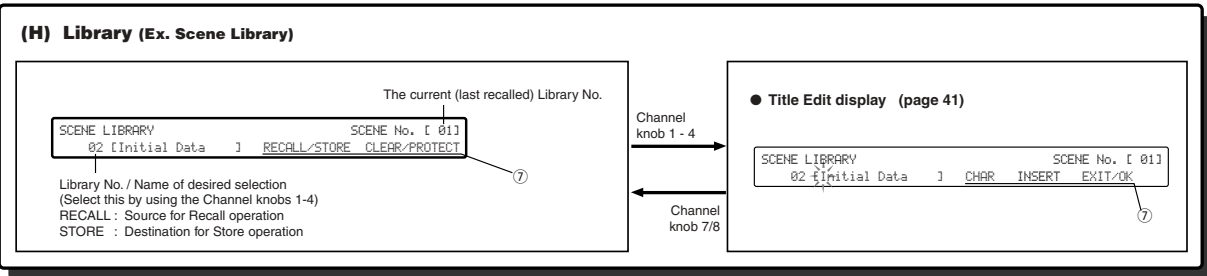 (H) Library (Ex. Scene Library)
The current (last recalled) Library No.
SCENE LIBRARY SCENE No. [ 01]
02 [Initial Data ] RECALL/STORE CLEAR/PROTECT
⑦
Library No. / Name of desired selection
(Select this by using the Channel knobs 1-4)
RECALL : Source for Recall operation
STORE : Destination for Store operation
Channel
knob 1 - 4
Channel
knob 7/8
● Title Edit display (page 41)
SCENE LIBRARY SCENE No. [ 01]
02 [Initial Data ] CHAR INSERT EXIT/OK
⑦